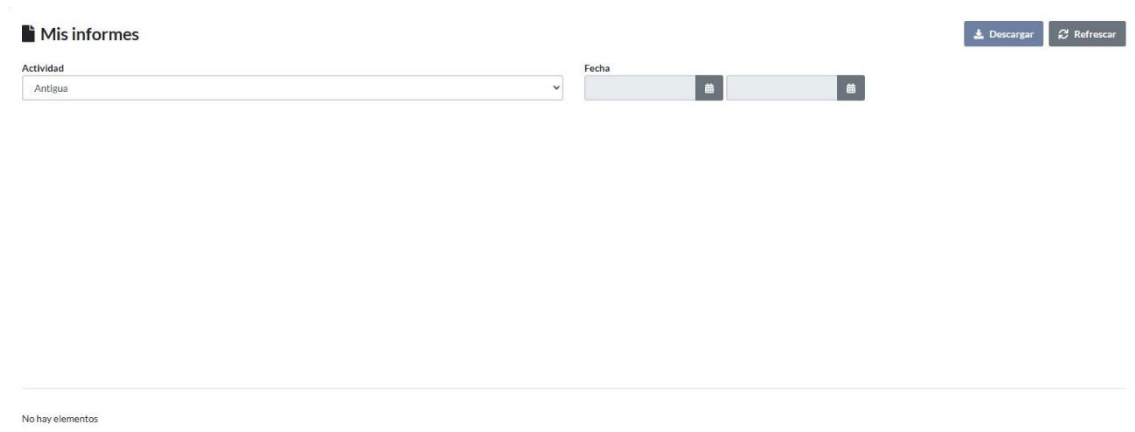 Mis informes
Descargar
Refrescar
Actividad
Fecha
Antigua
No hay elementos